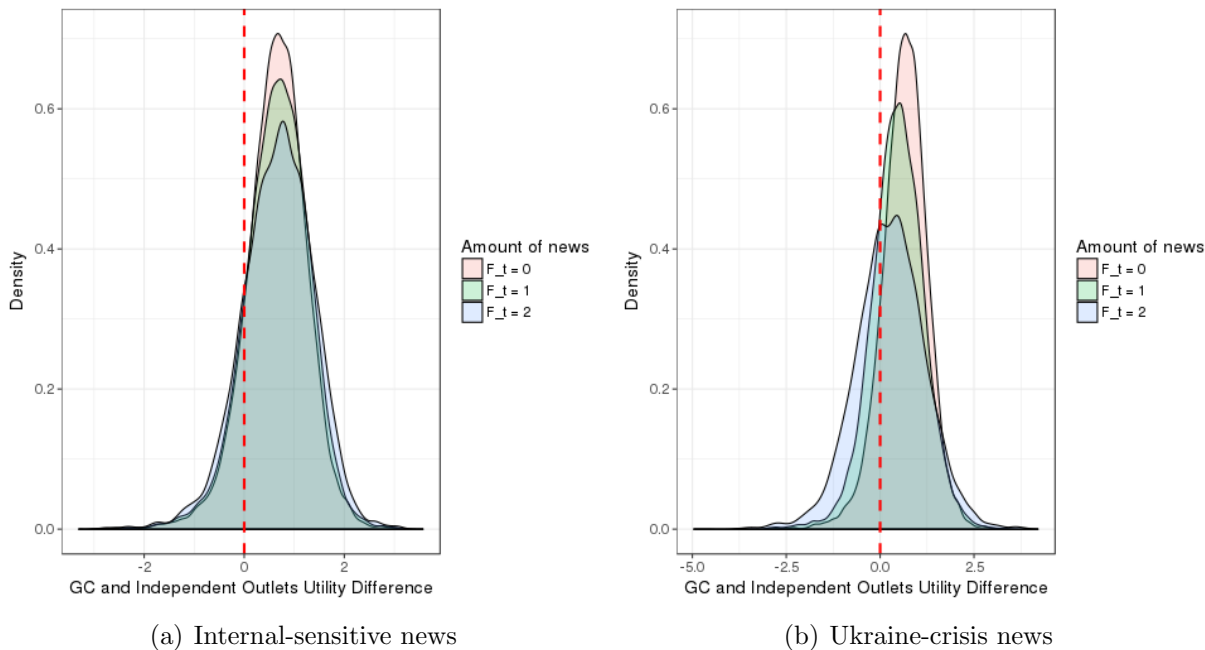 0.6
0.4
0.2
0.0
Density
-2
0
2
GC and Independent Outlets Utility Difference
Amount of news
F_t = 0
F_t = 1
F_t = 2
(a) Internal-sensitive news
0.6
0.4
0.2
0.0
Density
-5.0
-2.5
0.0
2.5
GC and Independent Outlets Utility Difference
Amount of news
F_t = 0
F_t = 1
F_t = 2
(b) Ukraine-crisis news